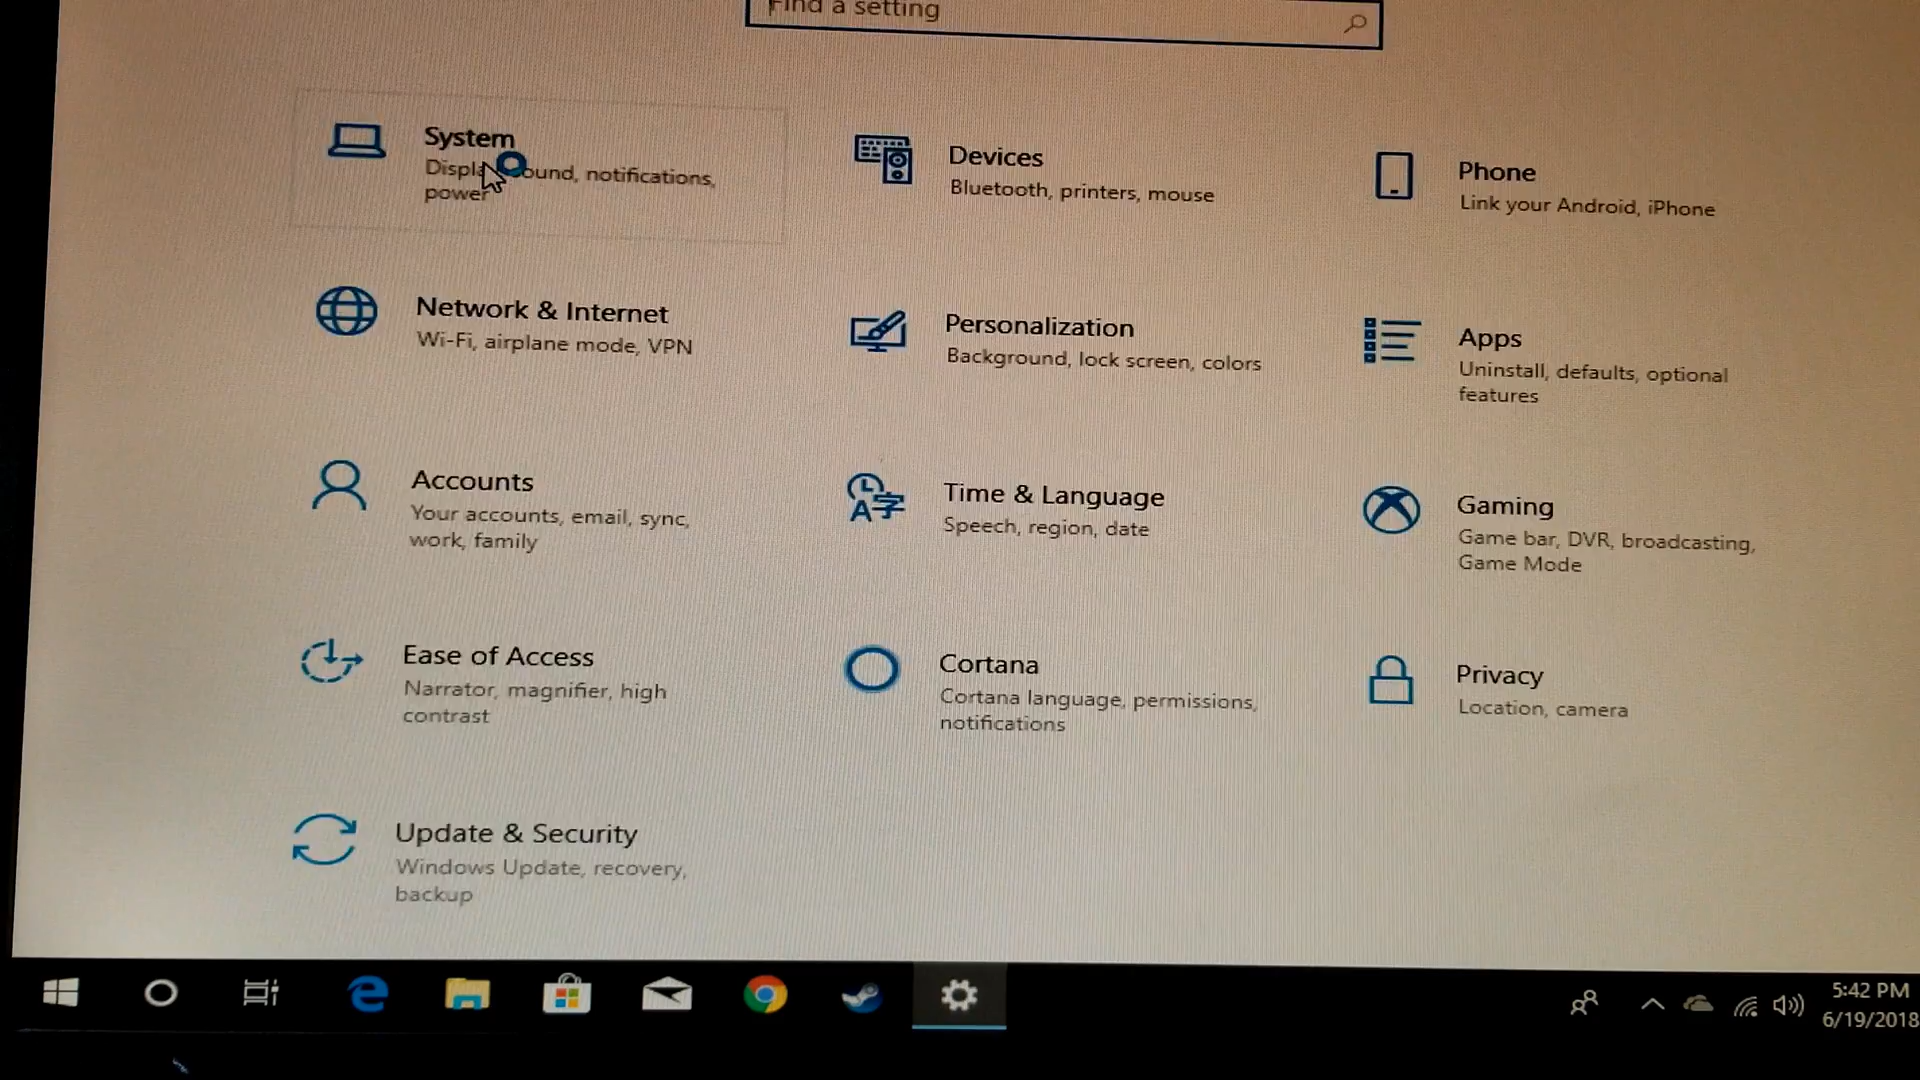 Find a setting
System
Displ ound, notifications,
power
Devices
Bluetooth, printers, mouse
Phone
Link your Android, iPhone
Network & Internet
Wi-Fi, airplane mode, VPN
Personalization
Background, lock screen, colors
Apps
Uninstall, defaults, optional
features
Accounts
Your accounts, email, sync,
work, family
Time & Language
Speech, region, date
Gaming
Game bar, DVR, broadcasting,
Game Mode
Ease of Access
Narrator, magnifier, high
contrast
Cortana
Cortana language, permissions,
notifications
Privacy
Location, camera
Update & Security
Windows Update, recovery,
backup
5:42 PM
6/19/2018